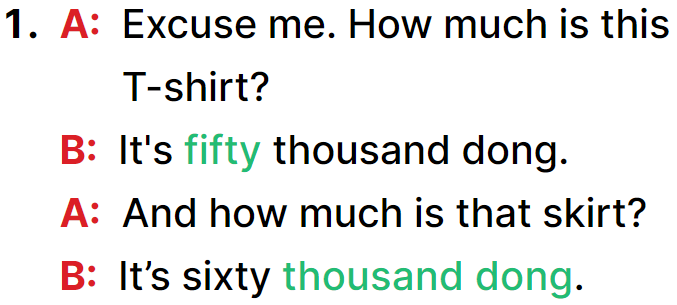 1. A: Excuse me. How much is this
T-shirt?
B: It's fifty thousand dong.
A: And how much is that skirt?
B: It’s sixty thousand dong.